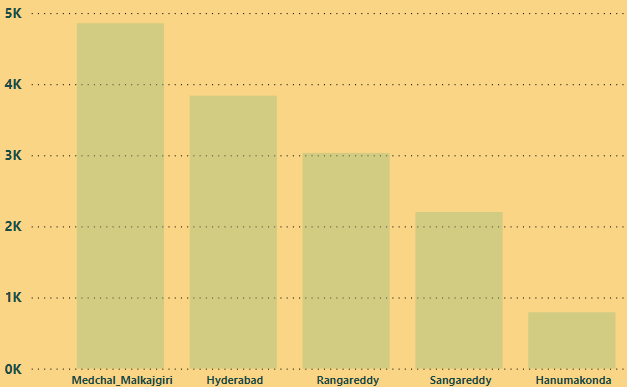 5K
4K
3K
2K
1K
0K
Medchal_Malkajgiri Hyderabad Rangareddy Sangareddy Hanumakonda